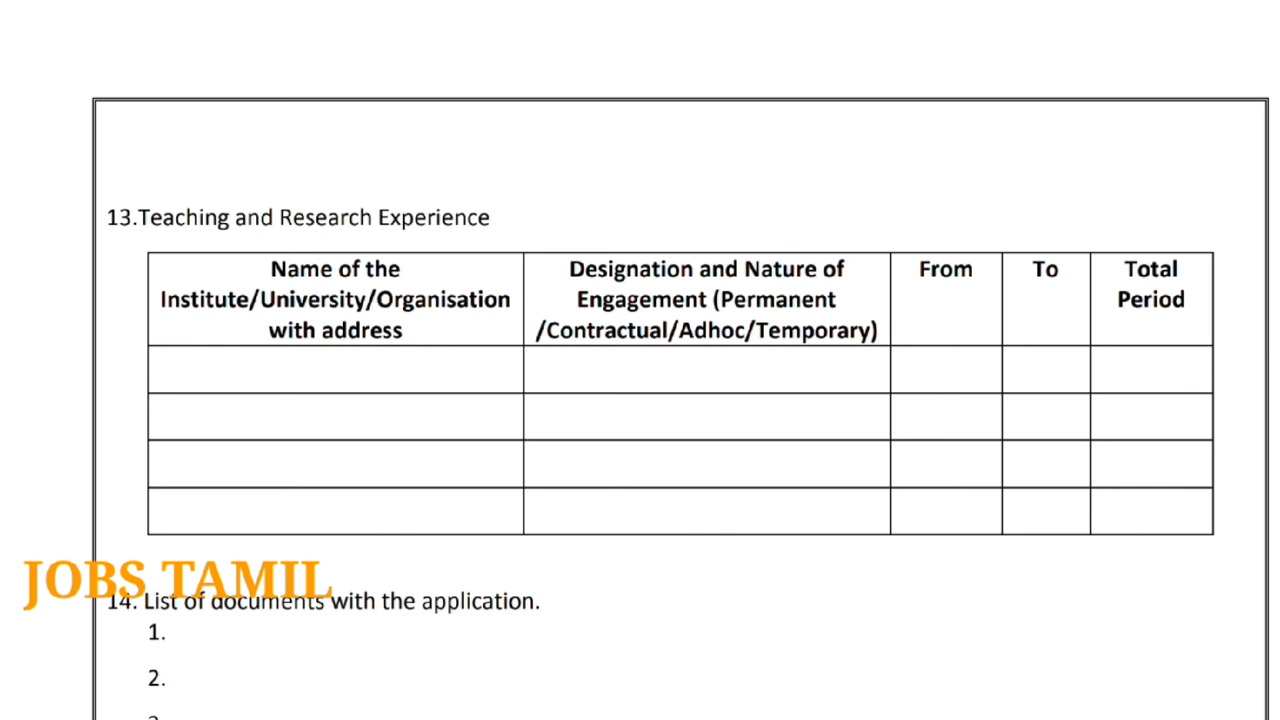 13.Teaching and Research Experience
Name of the
Institute/University/Organisation
with address
Designation and Nature of
Engagement (Permanent
/Contractual/Adhoc/Temporary)
From
To
Total
Period
JOBS TAMIL
14. List of documents with the application.
1.
2.